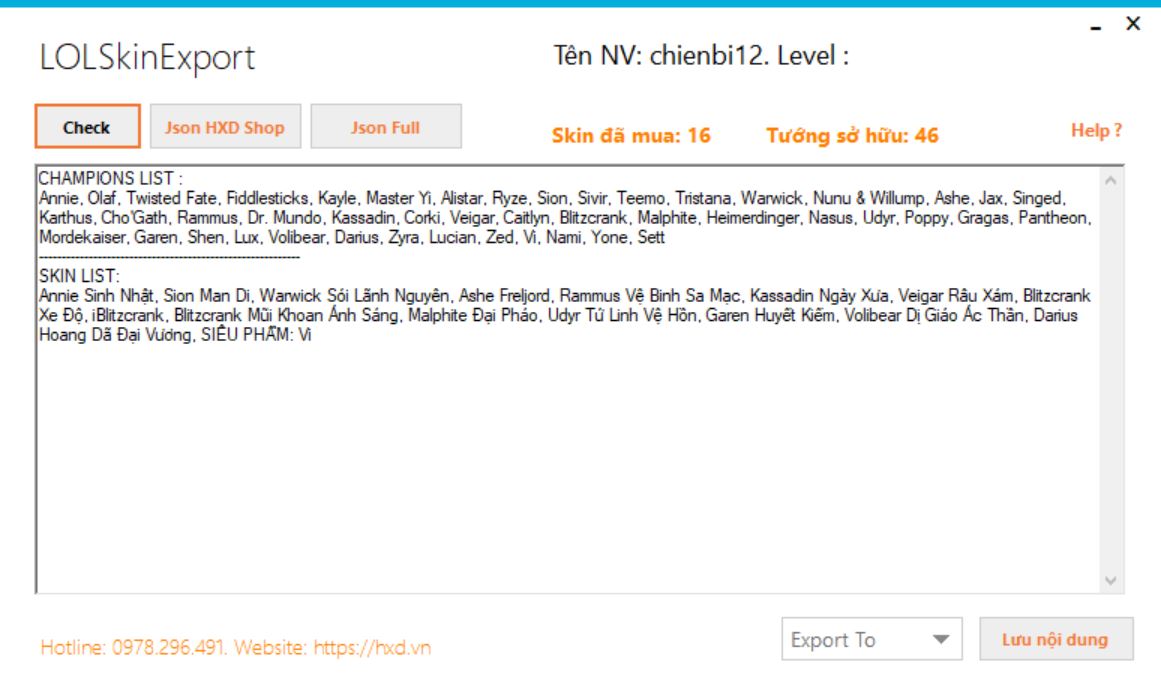 LOLSkinExport
Tên NV: chienbi12. Level :
Check
Json HXD Shop
Json Full
Skin đã mua: 16
Tướng sở hữu: 46
Help ?
CHAMPIONS LIST :
Annie, Olaf, Twisted Fate, Fiddlesticks, Kayle, Master Yi, Alistar, Ryze, Sion, Sivir, Teemo, Tristana, Warwick, Nunu & Willump, Ashe, Jax, Singed,
Karthus, Cho'Gath, Rammus, Dr. Mundo, Kassadin, Corki, Veigar, Caitlyn, Blitzcrank, Malphite, Heimerdinger, Nasus, Udyr, Poppy, Gragas, Pantheon,
Mordekaiser, Garen, Shen, Lux, Volibear, Darius, Zyra, Lucian, Zed, Vi, Nami, Yone, Sett
----------------------------------------------------------
SKIN LIST:
Annie Sinh Nhật, Sion Man Di, Warwick Sói Lãnh Nguyên, Ashe Freljord, Rammus Vệ Binh Sa Mạc, Kassadin Ngày Xưa, Veigar Râu Xám, Blitzcrank
Xe Độ, iBlitzcrank, Blitzcrank Mũi Khoan Ánh Sáng, Malphite Đại Pháo, Udyr Tứ Linh Vệ Hồn, Garen Huyết Kiếm, Volibear Dị Giáo Ác Thần, Darius
Hoang Dã Đại Vương, SIÊU PHẨM: Vi
Hotline: 0978.296.491. Website: https://hxd.vn
Export To
Lưu nội dung